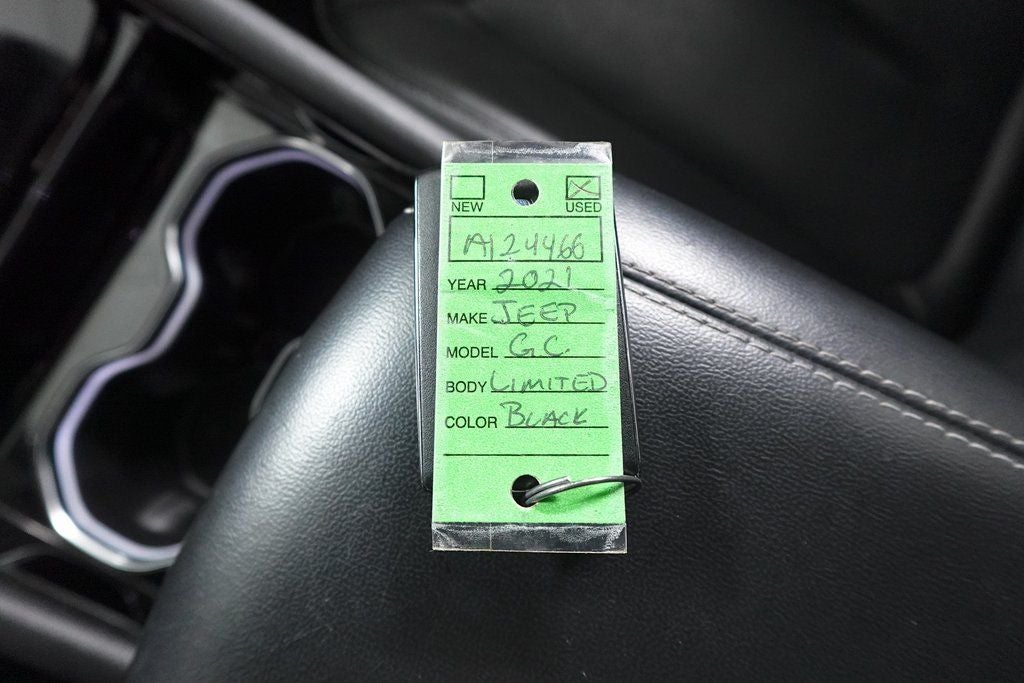 NEW USED
A124466
YEAR 2021
MAKE JEEP
MODEL G.C.
BODY LIMITED
COLOR BLACK